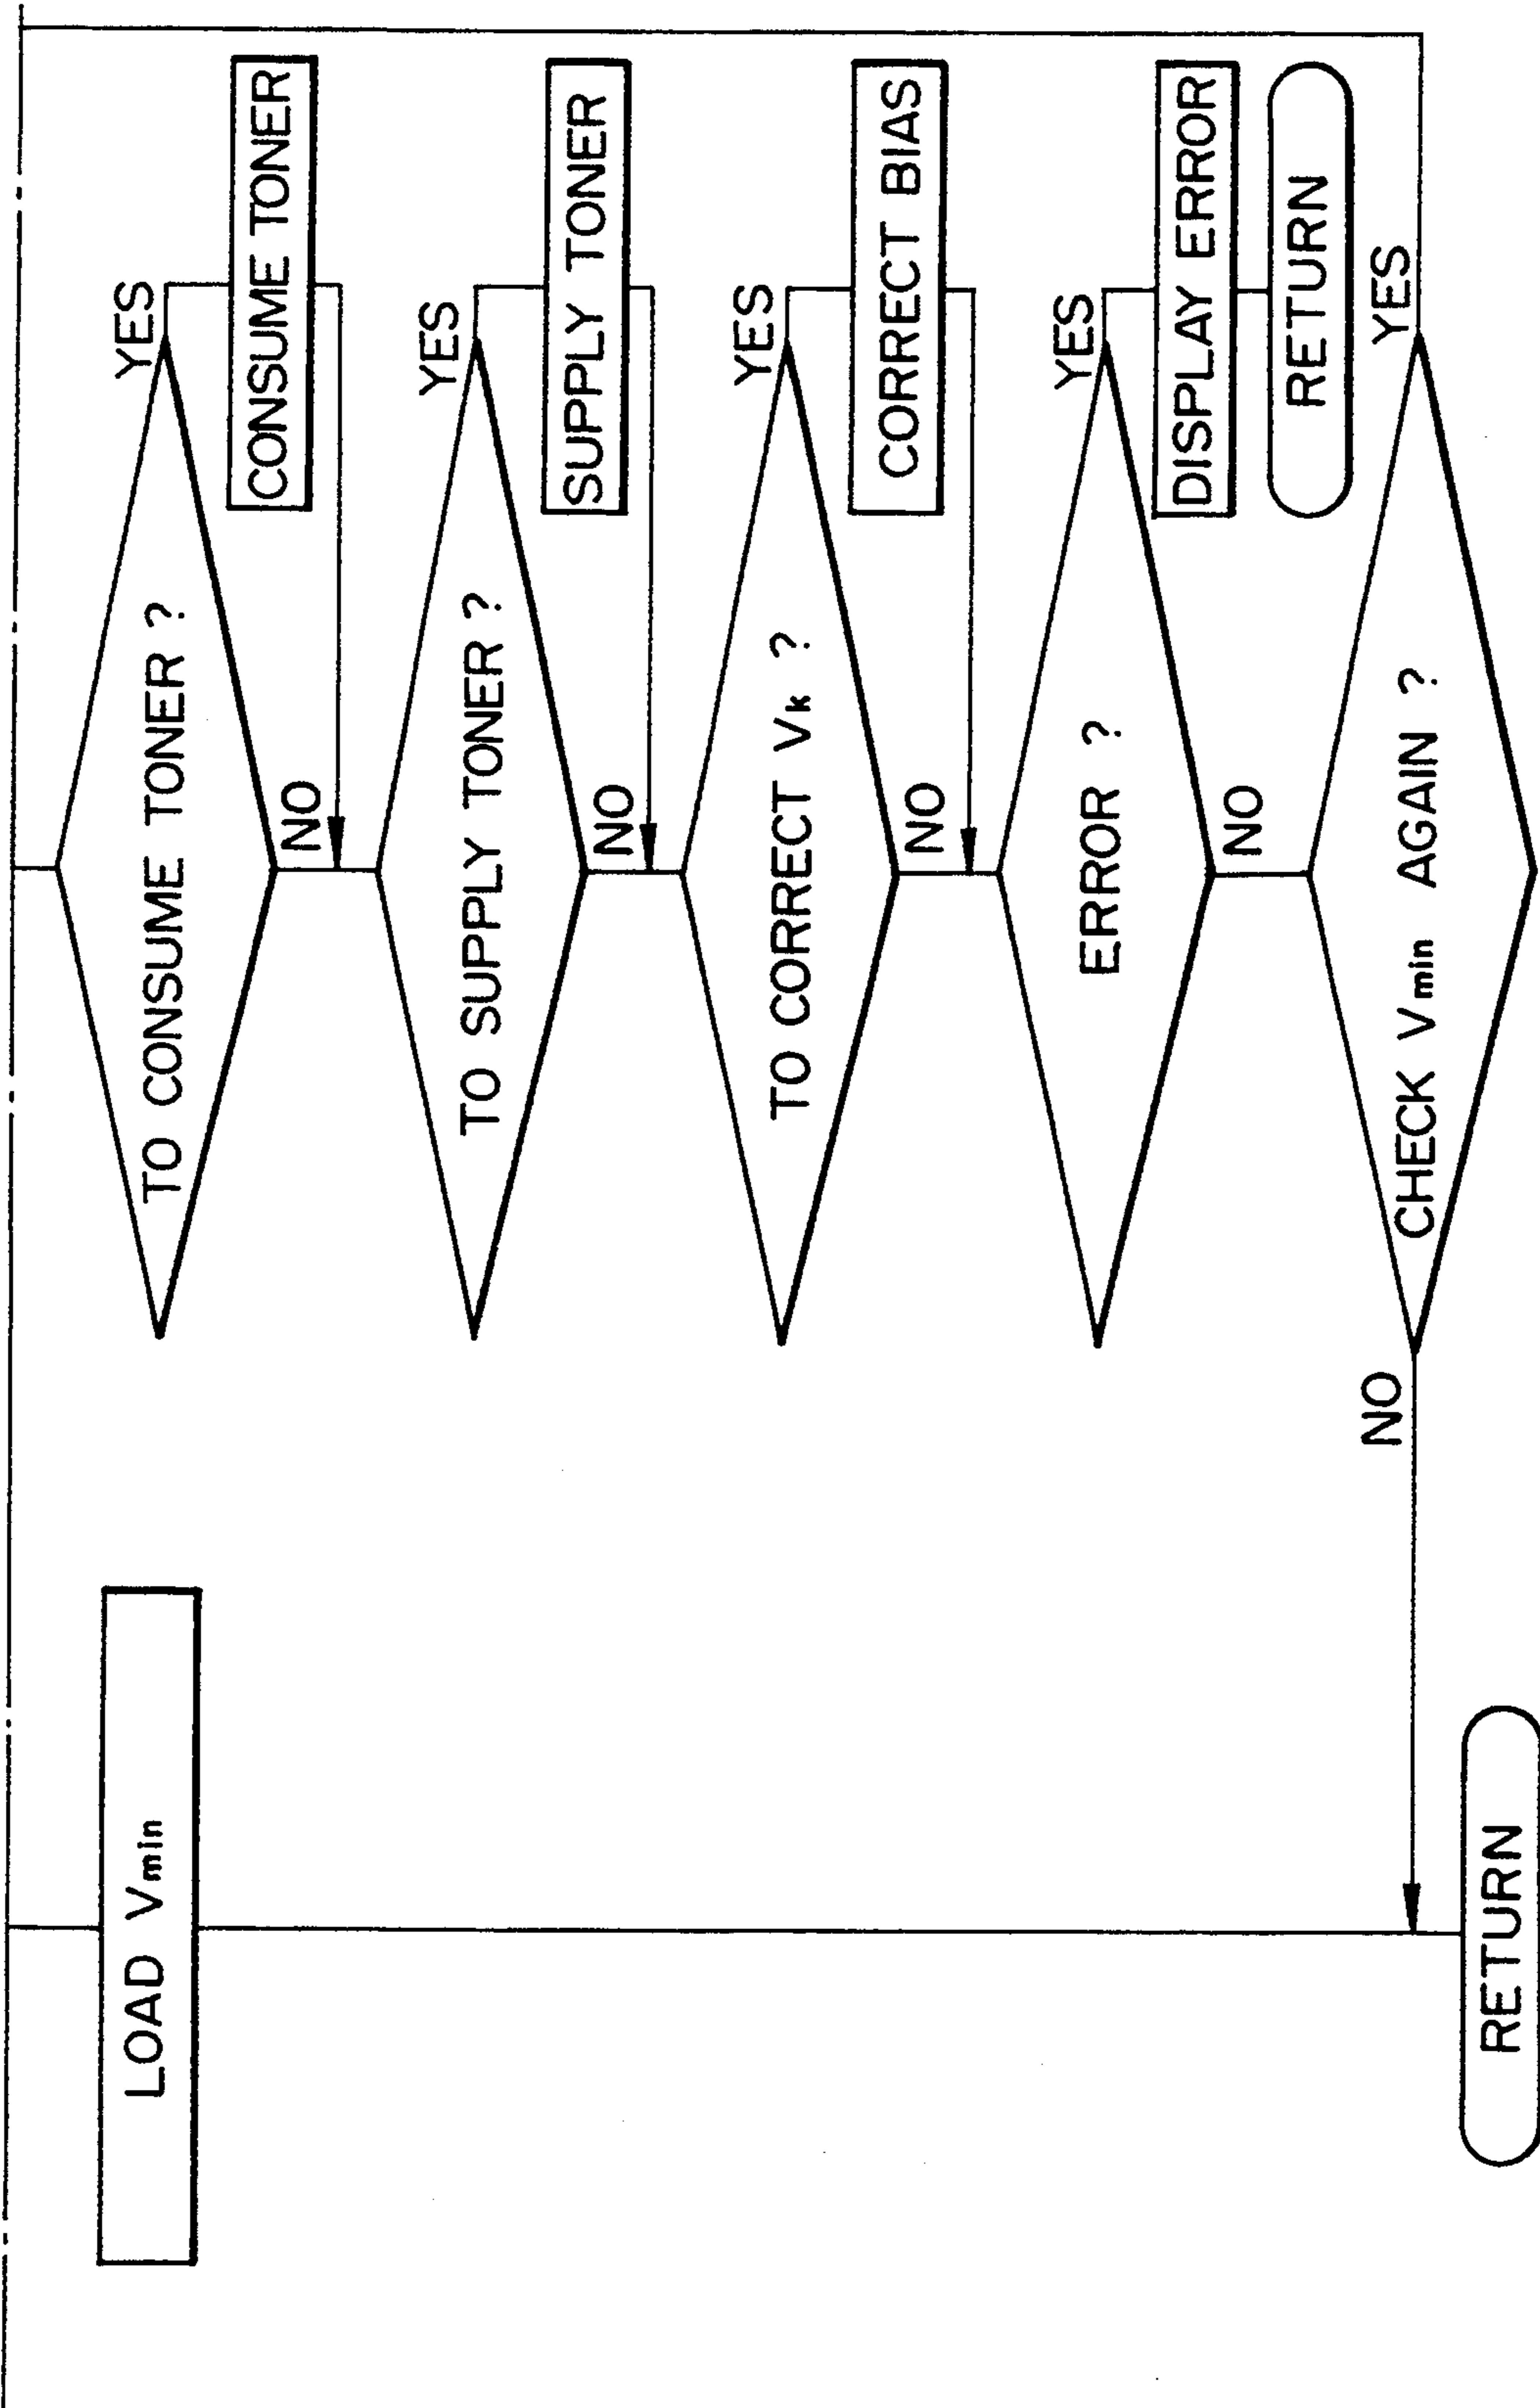 TO CONSUME TONER ?
YES
CONSUME TONER
NO
TO SUPPLY TONER ?
YES
SUPPLY TONER
NO
TO CORRECT Vk ?
YES
CORRECT BIAS
NO
ERROR ?
YES
DISPLAY ERROR
RETURN
NO
CHECK Vmin AGAIN ?
YES
NO
LOAD Vmin
RETURN